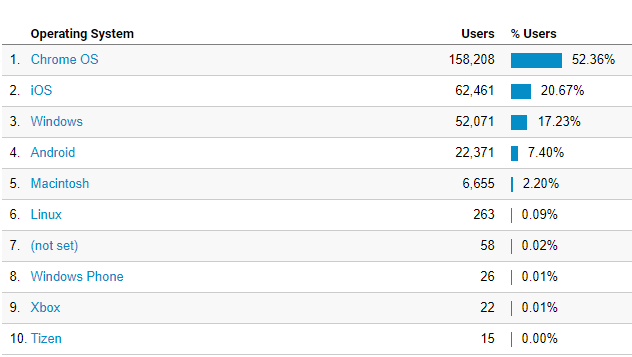 Operating System Users % Users
1. Chrome OS 158,208 52.36%
2. iOS 62,461 20.67%
3. Windows 52,071 17.23%
4. Android 22,371 7.40%
5. Macintosh 6,655 2.20%
6. Linux 263 0.09%
7. (not set) 58 0.02%
8. Windows Phone 26 0.01%
9. Xbox 22 0.01%
10. Tizen 15 0.00%